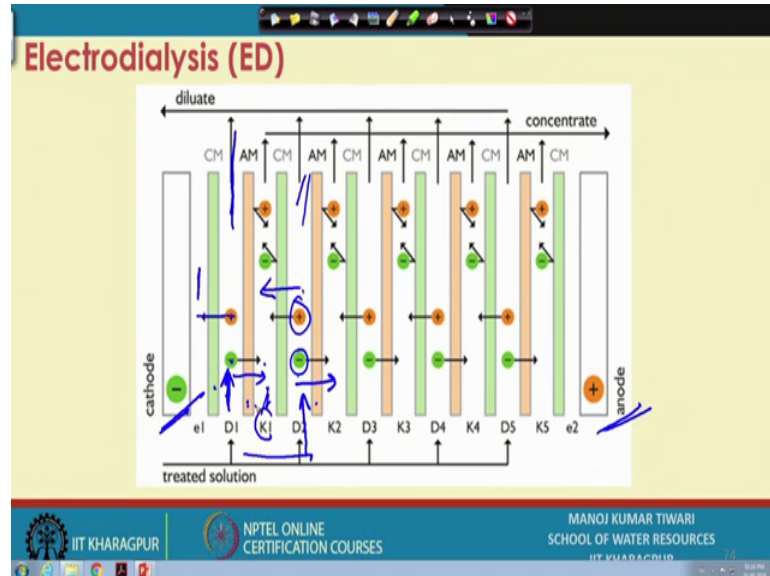 Electrodialysis (ED)
diluate
concentrate
CM AM CM AM CM AM CM AM CM AM CM
cathode
anode
e1 D1 K1 D2 K2 D3 K3 D4 K4 D5 K5 e2
treated solution
IIT KHARAGPUR
NPTEL ONLINE
CERTIFICATION COURSES
MANOJ KUMAR TIWARI
SCHOOL OF WATER RESOURCES
IIT KHARAGPUR
74